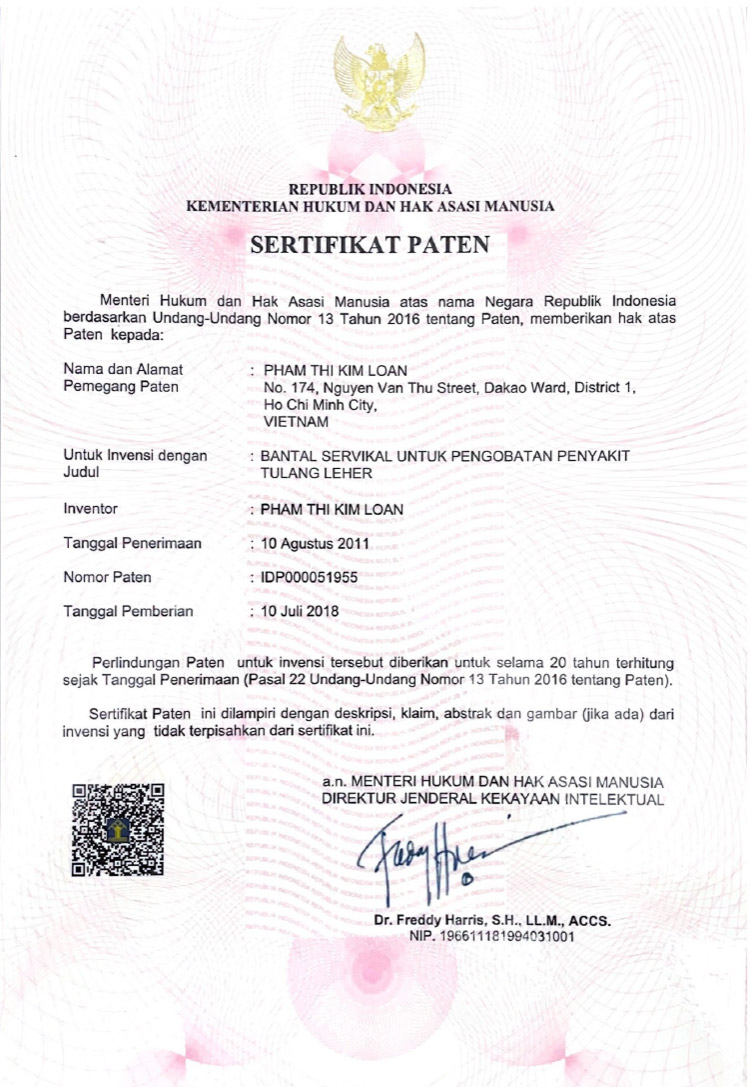 REPUBLIK INDONESIA
KEMENTERIAN HUKUM DAN HAK ASASI MANUSIA
SERTIFIKAT PATEN
Menteri Hukum dan Hak Asasi Manusia atas nama Negara Republik Indonesia
berdasarkan Undang-Undang Nomor 13 Tahun 2016 tentang Paten, memberikan hak atas
Paten kepada:
Nama dan Alamat : PHAM THI KIM LOAN
Pemegang Paten No. 174, Nguyen Van Thu Street, Dakao Ward, District 1,
Ho Chi Minh City,
VIETNAM
Untuk Invensi dengan : BANTAL SERVIKAL UNTUK PENGOBATAN PENYAKIT
Judul TULANG LEHER
Inventor : PHAM THI KIM LOAN
Tanggal Penerimaan : 10 Agustus 2011
Nomor Paten : IDP000051955
Tanggal Pemberian : 10 Juli 2018
Perlindungan Paten untuk invensi tersebut diberikan untuk selama 20 tahun terhitung
sejak Tanggal Penerimaan (Pasal 22 Undang-Undang Nomor 13 Tahun 2016 tentang Paten).
Sertifikat Paten ini dilampiri dengan deskripsi, klaim, abstrak dan gambar (jika ada) dari
invensi yang tidak terpisahkan dari sertifikat ini.
a.n. MENTERI HUKUM DAN HAK ASASI MANUSIA
DIREKTUR JENDERAL KEKAYAAN INTELEKTUAL
Dr. Freddy Harris, S.H., LL.M., ACCS.
NIP. 196611181994031001